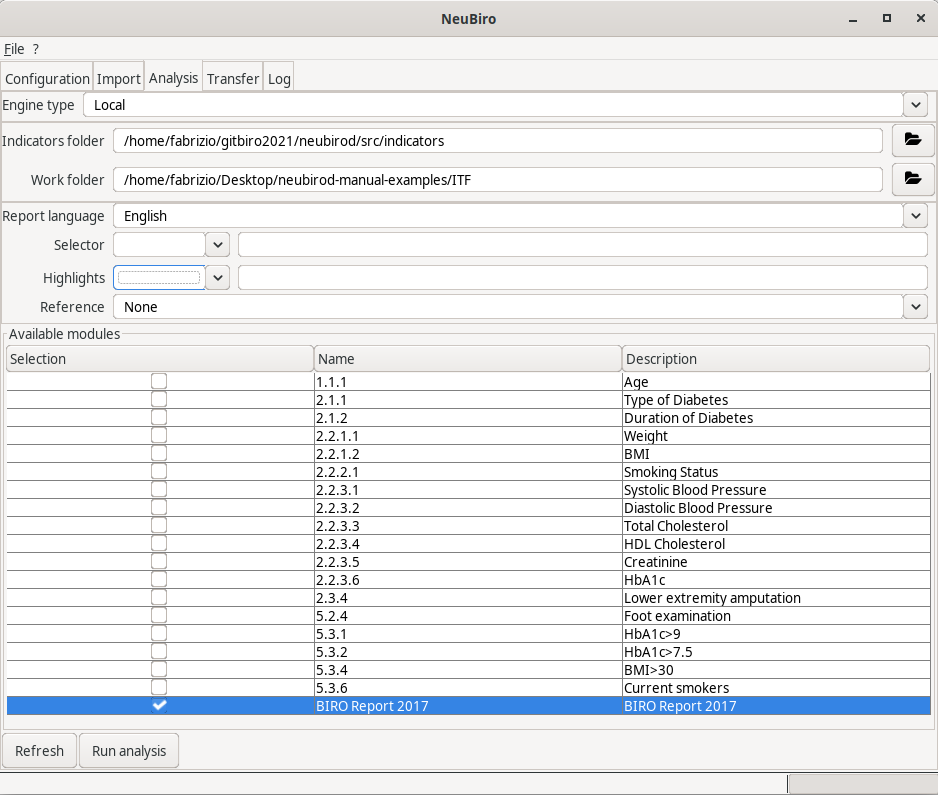 NeuBiro
File ?
Configuration Import Analysis Transfer Log
Engine type Local
Indicators folder /home/fabrizio/gitbiro2021/neubirod/src/indicators
Work folder /home/fabrizio/Desktop/neubirod-manual-examples/ITF
Report language English
Selector
Highlights
Reference None
Available modules
Selection Name Description
1.1.1 Age
2.1.1 Type of Diabetes
2.1.2 Duration of Diabetes
2.2.1.1 Weight
2.2.1.2 BMI
2.2.2.1 Smoking Status
2.2.3.1 Systolic Blood Pressure
2.2.3.2 Diastolic Blood Pressure
2.2.3.3 Total Cholesterol
2.2.3.4 HDL Cholesterol
2.2.3.5 Creatinine
2.2.3.6 HbA1c
2.3.4 Lower extremity amputation
5.2.4 Foot examination
5.3.1 HbA1c>9
5.3.2 HbA1c>7.5
5.3.4 BMI>30
5.3.6 Current smokers
BIRO Report 2017 BIRO Report 2017
Refresh Run analysis